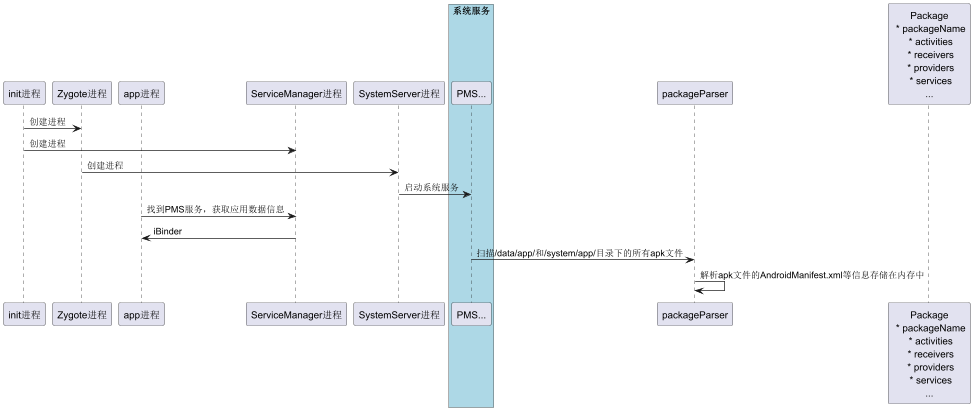 系统服务
Package
* packageName
* activities
* receivers
* providers
* services
...
init进程
Zygote进程
app进程
ServiceManager进程
SystemServer进程
PMS...
packageParser
创建进程
创建进程
创建进程
启动系统服务
找到PMS服务，获取应用数据信息
iBinder
扫描/data/app/和/system/app/目录下的所有apk文件
解析apk文件的AndroidManifest.xml等信息存储在内存中
init进程
Zygote进程
app进程
ServiceManager进程
SystemServer进程
PMS...
packageParser
Package
* packageName
* activities
* receivers
* providers
* services
...